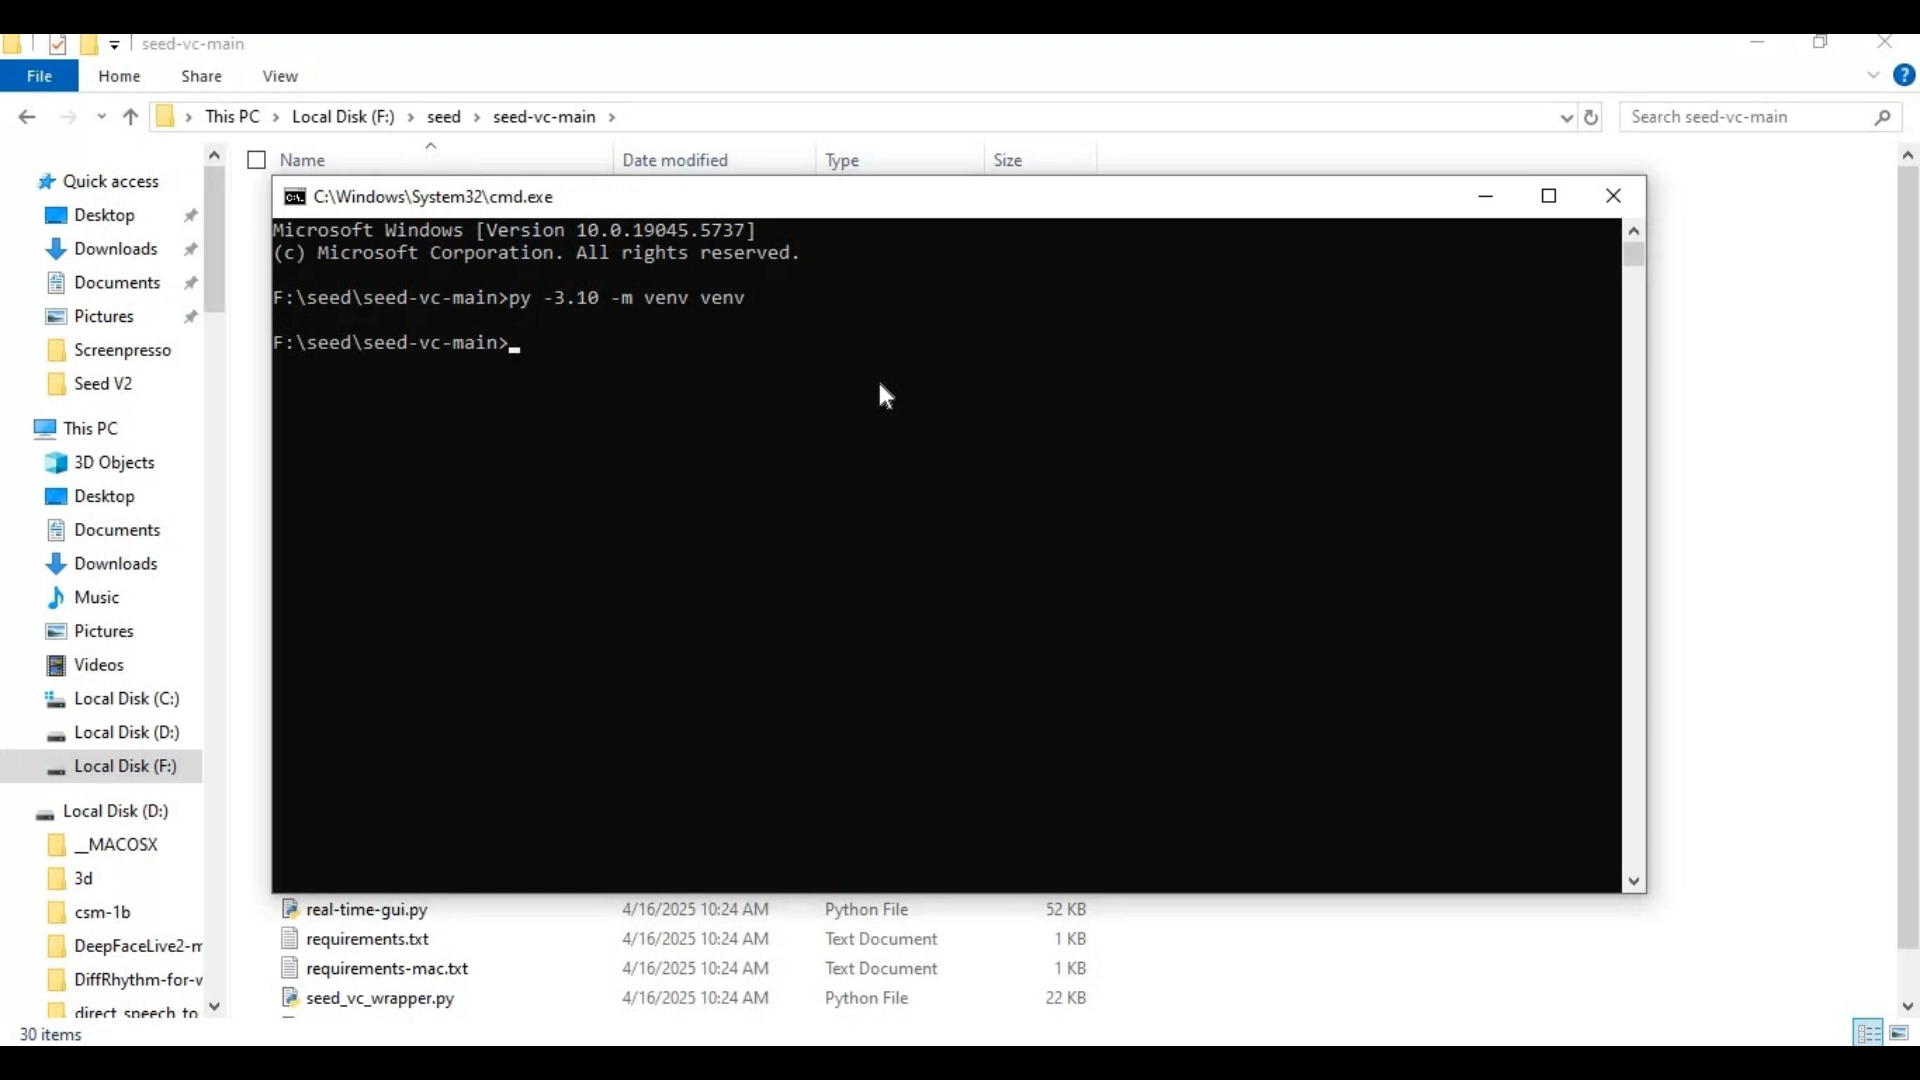 seed-vc-main
File Home Share View
This PC > Local Disk (F:) > seed > seed-vc-main >
Search seed-vc-main
Name Date modified Type Size
Quick access
Desktop
Downloads
Documents
Pictures
Screenpresso
Seed V2
This PC
3D Objects
Desktop
Documents
Downloads
Music
Pictures
Videos
Local Disk (C:)
Local Disk (D:)
Local Disk (F:)
Local Disk (D:)
__MACOSX
3d
csm-1b
DeepFaceLive2-m
DiffRhythm-for-v
direct speech to
C:\Windows\System32\cmd.exe
Microsoft Windows [Version 10.0.19045.5737]
(c) Microsoft Corporation. All rights reserved.
F:\seed\seed-vc-main>py -3.10 -m venv venv
F:\seed\seed-vc-main>
real-time-gui.py 4/16/2025 10:24 AM Python File 52 KB
requirements.txt 4/16/2025 10:24 AM Text Document 1 KB
requirements-mac.txt 4/16/2025 10:24 AM Text Document 1 KB
seed_vc_wrapper.py 4/16/2025 10:24 AM Python File 22 KB
30 items